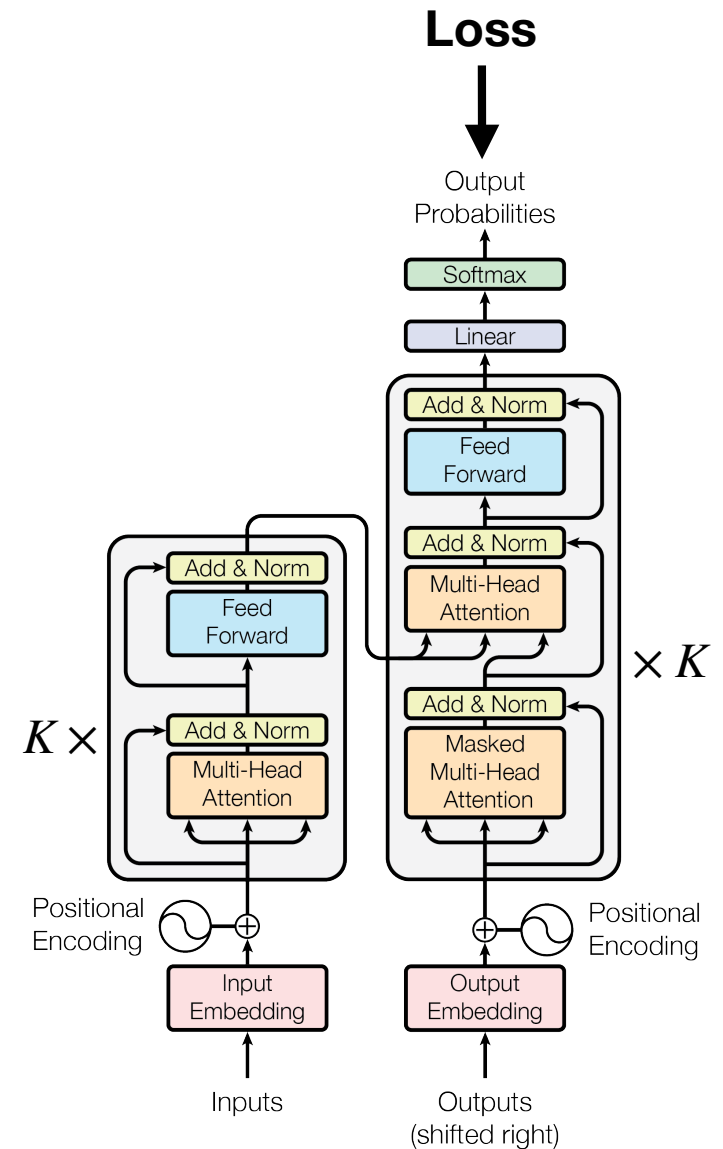 Loss
Output
Probabilities
Softmax
Linear
Add & Norm
Feed
Forward
Add & Norm
Multi-Head
Attention
Add & Norm
Masked
Multi-Head
Attention
× K
Add & Norm
Feed
Forward
Add & Norm
Multi-Head
Attention
K ×
Positional
Encoding
Positional
Encoding
Input
Embedding
Output
Embedding
Inputs
Outputs
(shifted right)